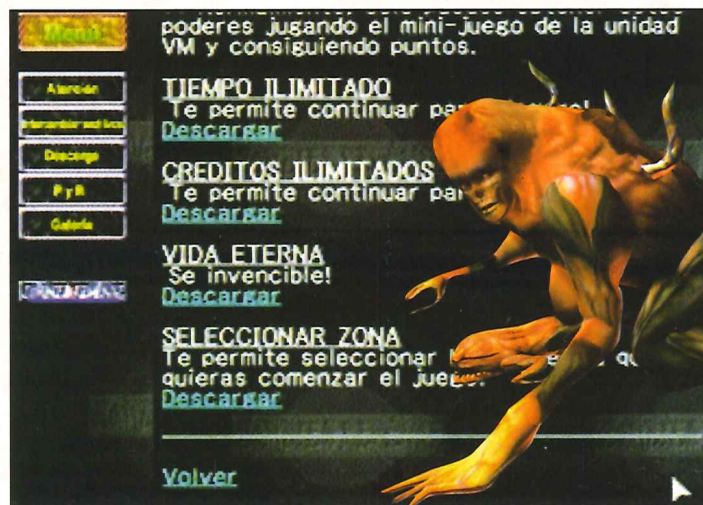 Menú
Atención
Descarga
P y R
Galería
poderes jugando el mini-juego de la unidad
VM y consiguiendo puntos.
TIEMPO ILIMITADO
Te permite continuar
Descargar
CREDITOS ILIMITADOS
Te permite continuar
Descargar
VIDA ETERNA
Se invencible!
Descargar
SELECCIONAR ZONA
Te permite seleccionar
quieras comenzar el juego.
Descargar
Volver